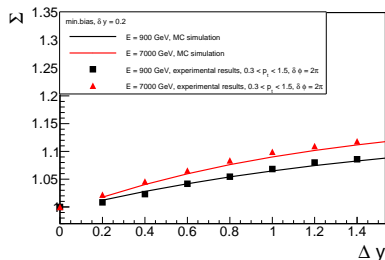 Σ
1.35
min.bias, δ y = 0.2
E = 900 GeV, MC simulation
E = 7000 GeV, MC simulation
E = 900 GeV, experimental results, 0.3 < p_t < 1.5, δ ϕ = 2π
E = 7000 GeV, experimental results, 0.3 < p_t < 1.5, δ ϕ = 2π
1.3
1.25
1.2
1.15
1.1
1.05
1
0 0.2 0.4 0.6 0.8 1 1.2 1.4
Δ y